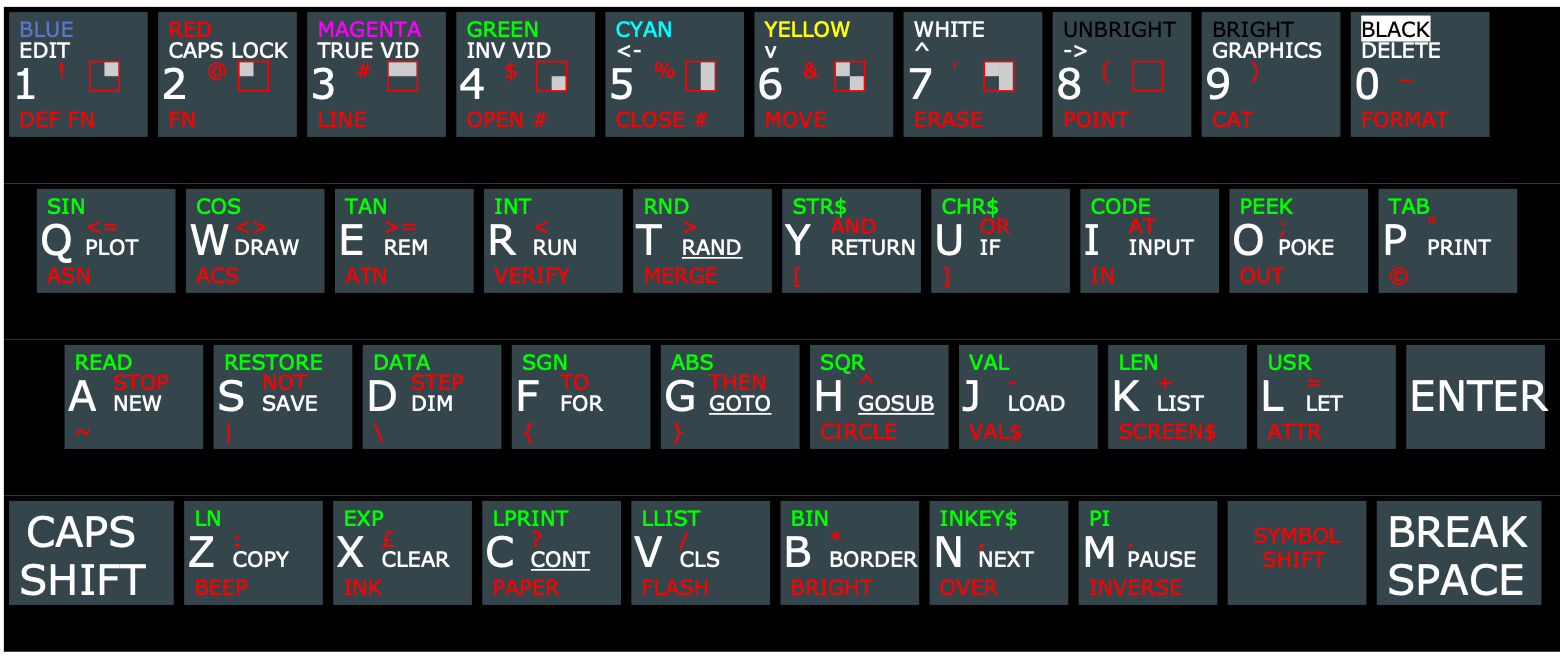 BLUE RED MAGENTA GREEN CYAN YELLOW WHITE UNBRIGHT BRIGHT BLACK
EDIT CAPS LOCK TRUE VID INV VID <- v ^ -> GRAPHICS DELETE
1 ! 2 @ 3 # 4 $ 5 % 6 & 7 ' 8 ( 9 ) 0 _
DEF FN FN LINE OPEN # CLOSE # MOVE ERASE POINT CAT FORMAT
SIN COS TAN INT RND STR$ CHR$ CODE PEEK TAB
Q <= PLOT W <> DRAW E >= REM R < RUN T > RAND Y AND RETURN U OR IF I AT INPUT O ; POKE P " PRINT
ASN ACS ATN VERIFY MERGE [ ] IN OUT ©
READ RESTORE DATA SGN ABS SQR VAL LEN USR
A STOP NEW S NOT SAVE D STEP DIM F TO FOR G THEN GOTO H ^ GOSUB J - LOAD K + LIST L = LET ENTER
~ | \ { } CIRCLE VAL$ SCREEN$ ATTR
LN EXP LPRINT LLIST BIN INKEY$ PI
CAPS SHIFT Z : COPY X £ CLEAR C ? CONT V / CLS B * BORDER N , NEXT M . PAUSE SYMBOL SHIFT BREAK SPACE
BEEP INK PAPER FLASH BRIGHT OVER INVERSE